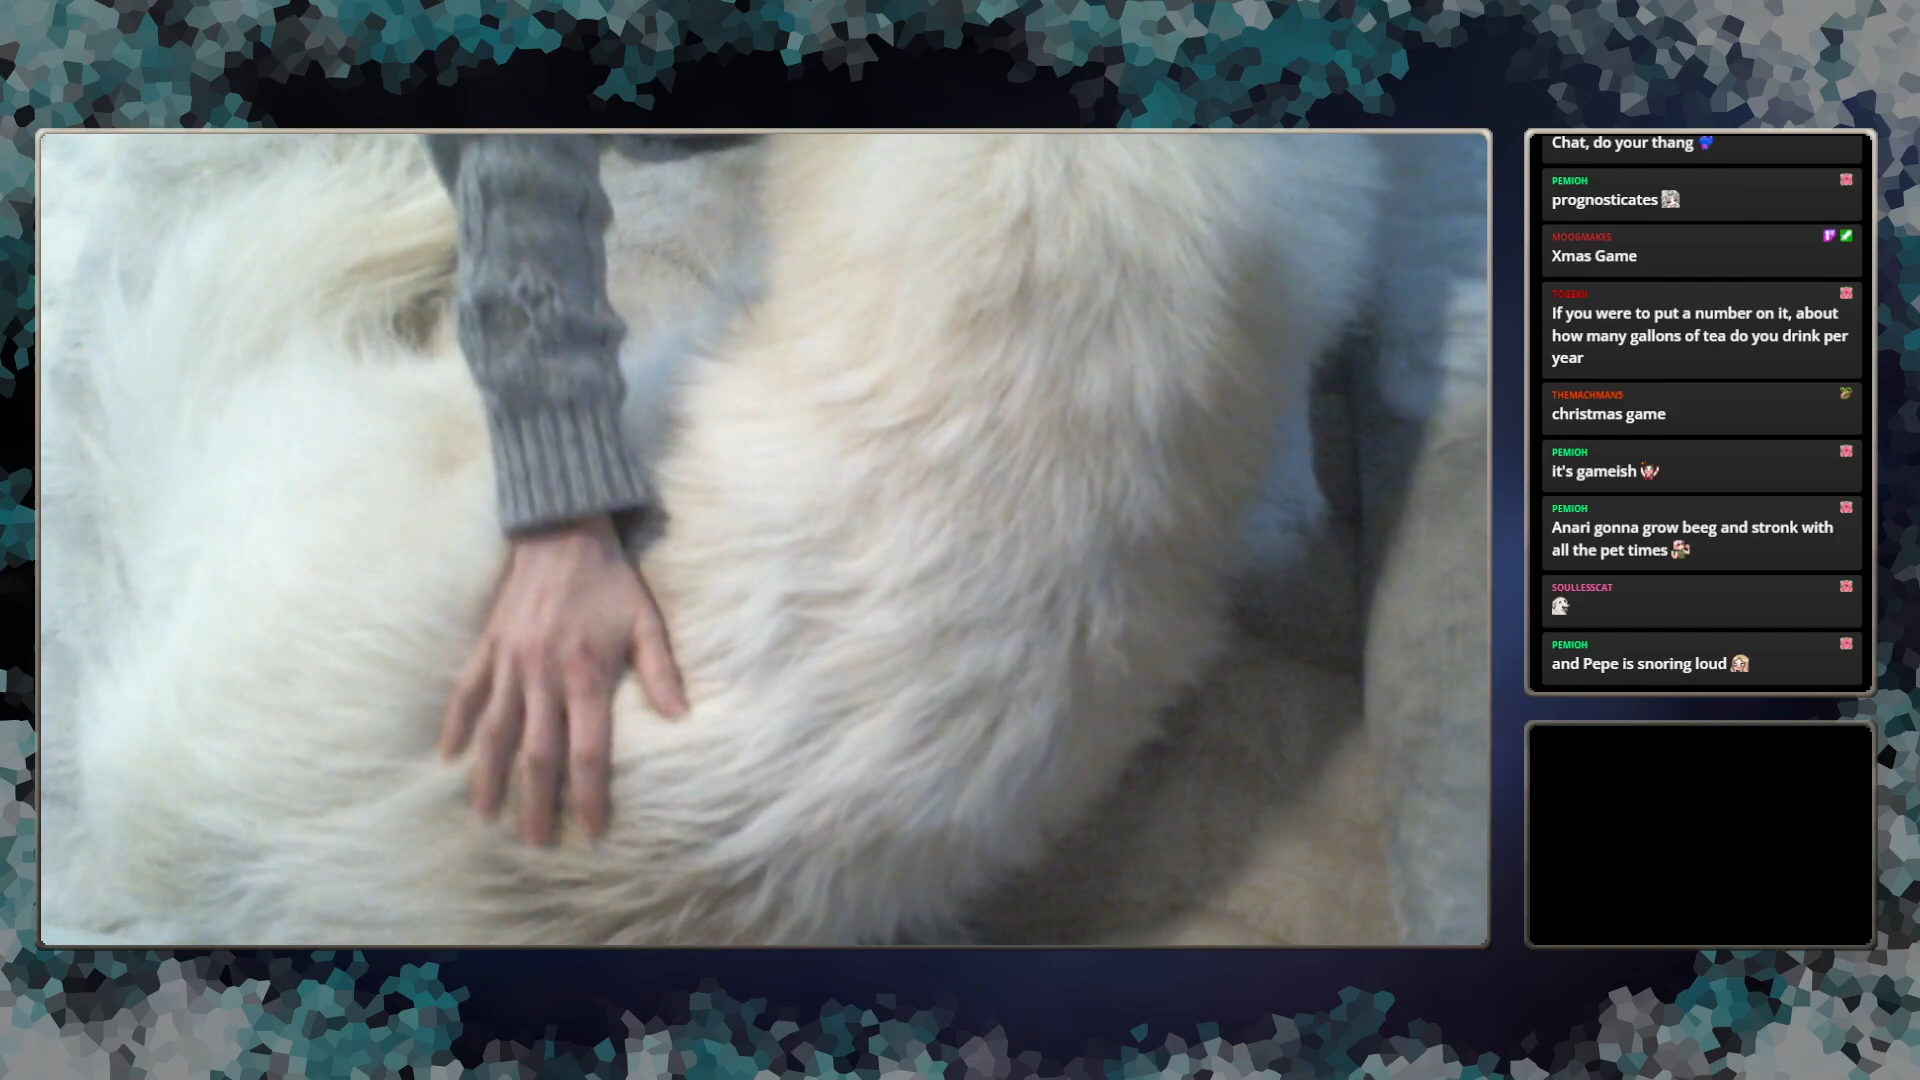 Chat, do your thang
PEMIOH
prognosticates
MOOGMAKES
Xmas Game
TOGEKII
If you were to put a number on it, about
how many gallons of tea do you drink per
year
THEMACHMAN5
christmas game
PEMIOH
it's gameish
PEMIOH
Anari gonna grow beeg and stronk with
all the pet times
SOULLESSCAT
PEMIOH
and Pepe is snoring loud